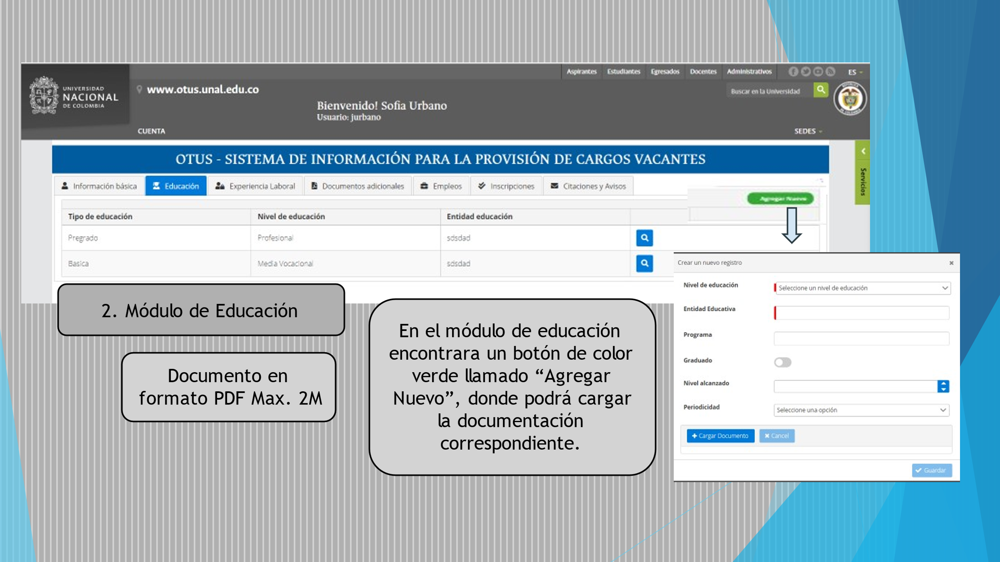 Aspirantes Estudiantes Egresados Docentes Administrativos ES
UNIVERSIDAD
NACIONAL
DE COLOMBIA
www.otus.unal.edu.co
Buscar en la Universidad
Bienvenido! Sofia Urbano
Usuario: jurbano
CUENTA
SEDES
OTUS - SISTEMA DE INFORMACIÓN PARA LA PROVISIÓN DE CARGOS VACANTES
Servicios
Información básica Educación Experiencia Laboral Documentos adicionales Empleos Inscripciones Citaciones y Avisos
Agregar Nuevo
Tipo de educación Nivel de educación Entidad educación
Pregrado Profesional sdsdad
Basica Media Vocacional sdsdad
2. Módulo de Educación
Documento en
formato PDF Max. 2M
En el módulo de educación
encontrara un botón de color
verde llamado “Agregar
Nuevo”, donde podrá cargar
la documentación
correspondiente.
Crear un nuevo registro
Nivel de educación Seleccione un nivel de educación
Entidad Educativa
Programa
Graduado
Nivel alcanzado
Periodicidad Seleccione una opción
Cargar Documento Cancel
Guardar